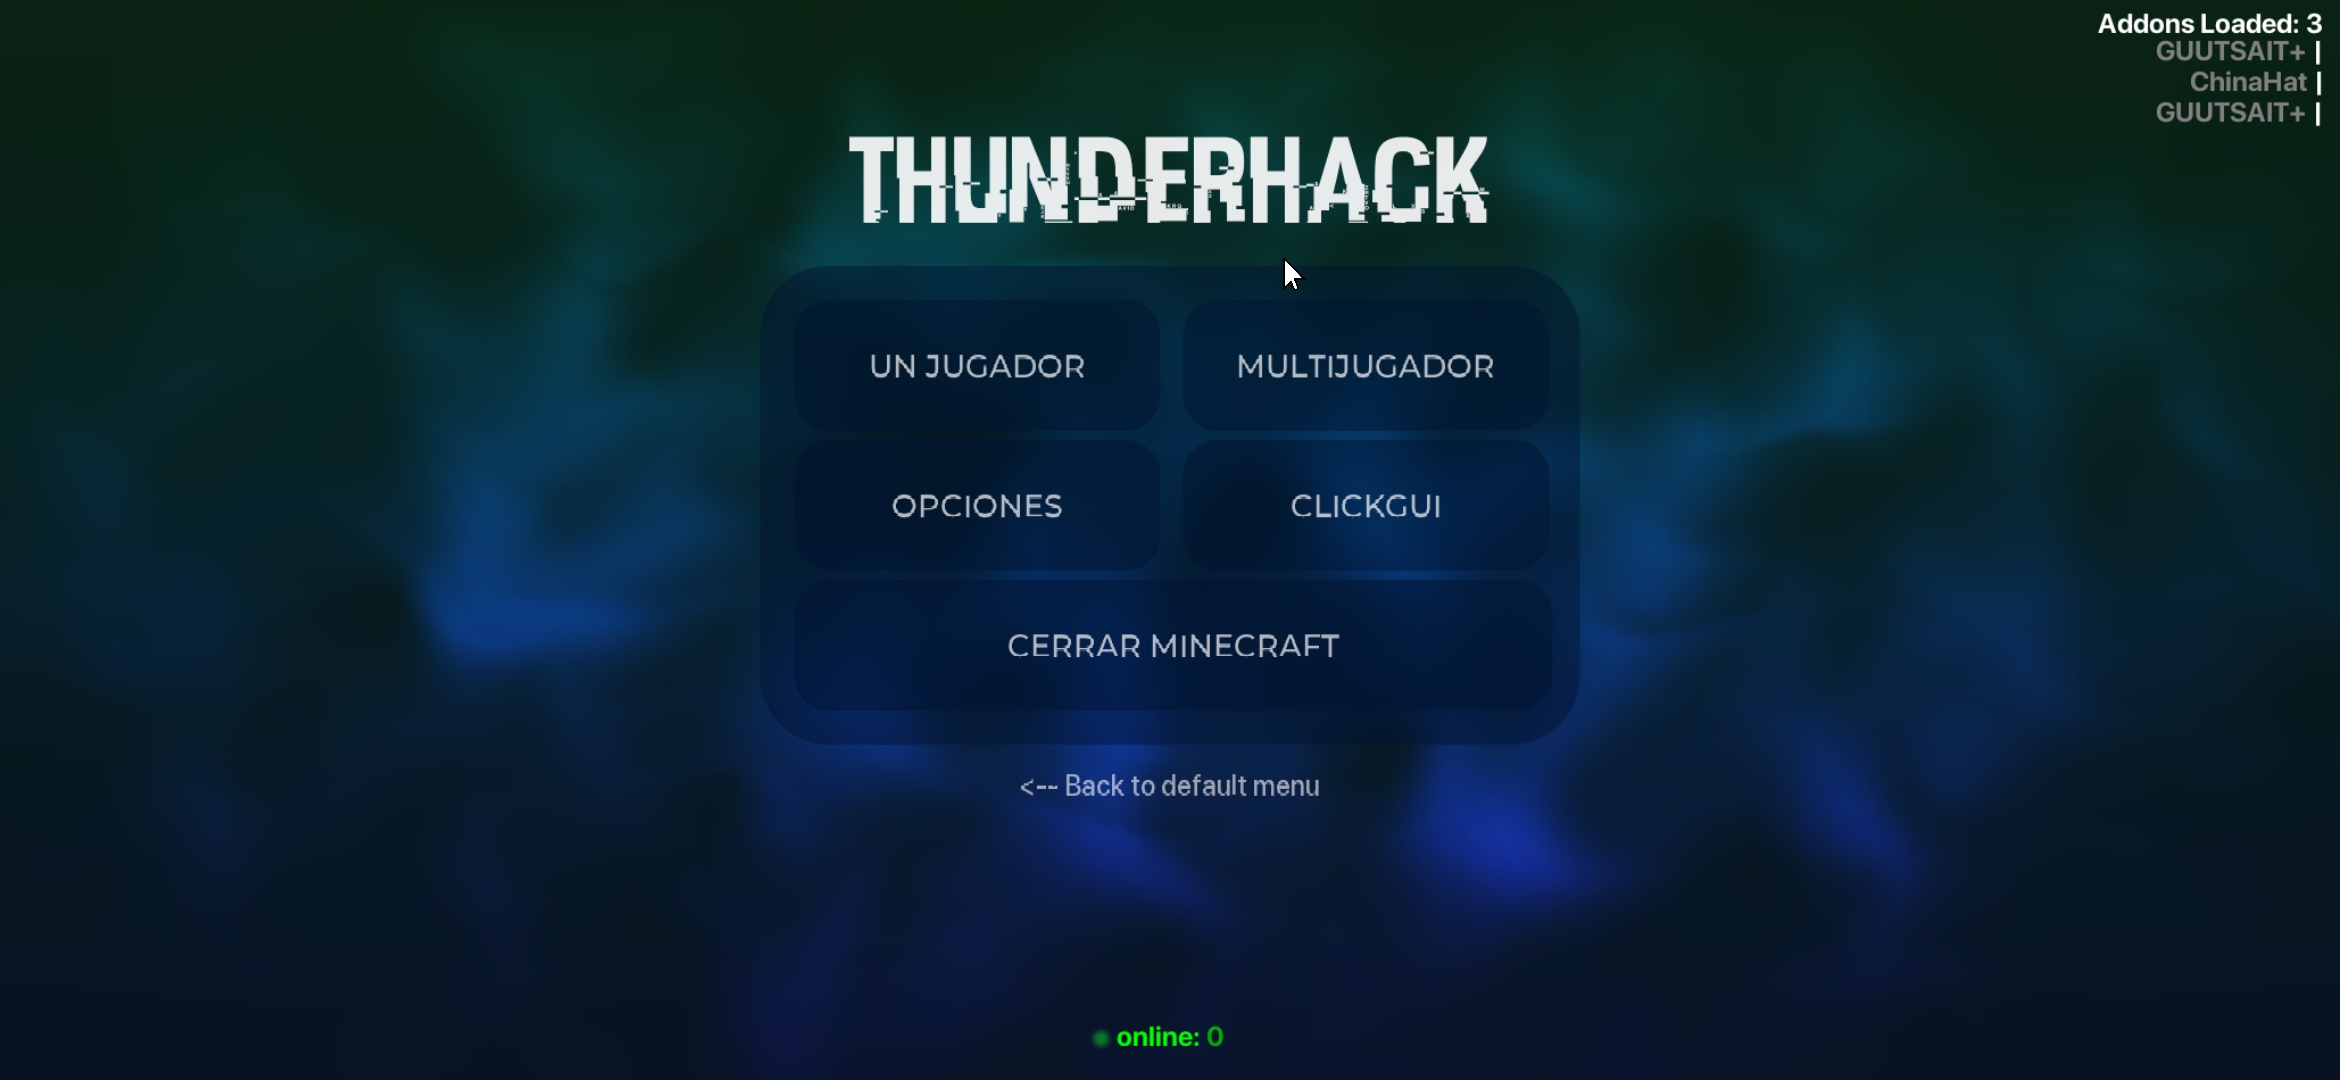 Addons Loaded: 3
GUUTSAIT+ |
ChinaHat |
GUUTSAIT+ |
THUNDERHACK
UN JUGADOR
MULTIJUGADOR
OPCIONES
CLICKGUI
CERRAR MINECRAFT
<-- Back to default menu
online: 0